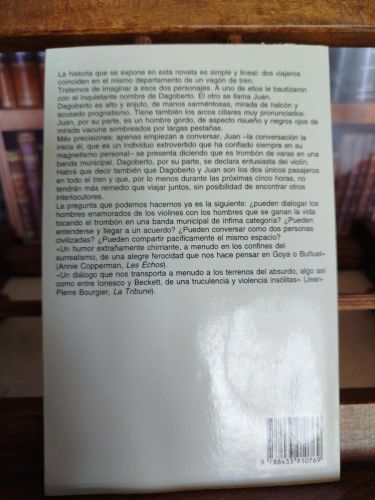 La historia que se expone en esta novela es simple y lineal: dos viajeros
coinciden en el mismo departamento de un vagón de tren.
Tratemos de imaginar a esos dos personajes. A uno de ellos le bautizaron
con el inquietante nombre de Dagoberto. El otro se llama Juan.
Dagoberto es alto y enjuto, de manos sarmentosas, mirada de halcón y
acusado prognatismo. Tiene también los arcos ciliares muy pronunciados.
Juan, por su parte, es un hombre gordo, de aspecto risueño y negros ojos de
mirada vacuna sombreados por largas pestañas.
Más precisiones: apenas empiezan a conversar, Juan –la conversación la
inicia él, que es un individuo extrovertido que ha confiado siempre en su
magnetismo personal– se presenta diciendo que es trombón de varas en una
banda municipal. Dagoberto, por su parte, se declara entusiasta del violín.
Habrá que decir también que Dagoberto y Juan son los dos únicos pasajeros
en todo el tren y que, por lo menos durante las próximas cinco horas, no
tendrán más remedio que viajar juntos, sin posibilidad de encontrar otros
interlocutores.
La pregunta que podemos hacernos ya es la siguiente: ¿pueden dialogar los
hombres enamorados de los violines con los hombres que se ganan la vida
tocando el trombón en una banda municipal de ínfima categoría? ¿Pueden
entenderse y llegar a un acuerdo? ¿Pueden conversar como dos personas
civilizadas? ¿Pueden compartir pacíficamente el mismo espacio?
«Un humor extrañamente chirriante, a menudo en los confines del
surrealismo, de una alegre ferocidad que nos hace pensar en Goya o Buñuel»
(Annie Copperman, Les Échos).
«Un diálogo que nos transporta a menudo a los terrenos del absurdo, algo así
como entre Ionesco y Beckett, de una truculencia y violencia insólitas» (Jean-
Pierre Bourgier, La Tribune).
9 788433 910769